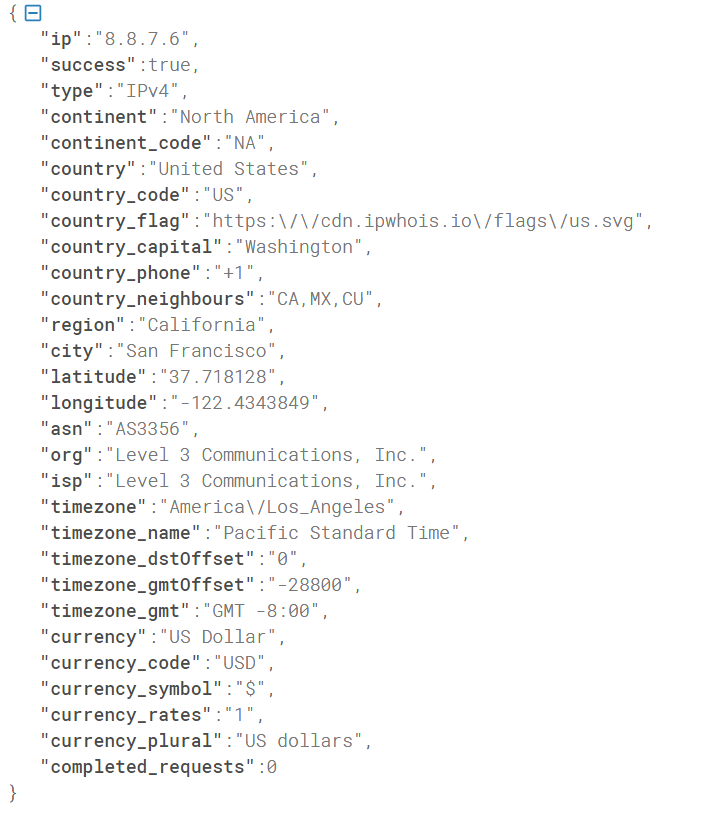 {
"ip":"8.8.7.6",
"success":true,
"type":"IPv4",
"continent":"North America",
"continent_code":"NA",
"country":"United States",
"country_code":"US",
"country_flag":"https:\/\/cdn.ipwhois.io\/flags\/us.svg",
"country_capital":"Washington",
"country_phone":"+1",
"country_neighbours":"CA,MX,CU",
"region":"California",
"city":"San Francisco",
"latitude":"37.718128",
"longitude":"-122.4343849",
"asn":"AS3356",
"org":"Level 3 Communications, Inc.",
"isp":"Level 3 Communications, Inc.",
"timezone":"America\/Los_Angeles",
"timezone_name":"Pacific Standard Time",
"timezone_dstOffset":"0",
"timezone_gmtOffset":"-28800",
"timezone_gmt":"GMT -8:00",
"currency":"US Dollar",
"currency_code":"USD",
"currency_symbol":"$",
"currency_rates":"1",
"currency_plural":"US dollars",
"completed_requests":0
}